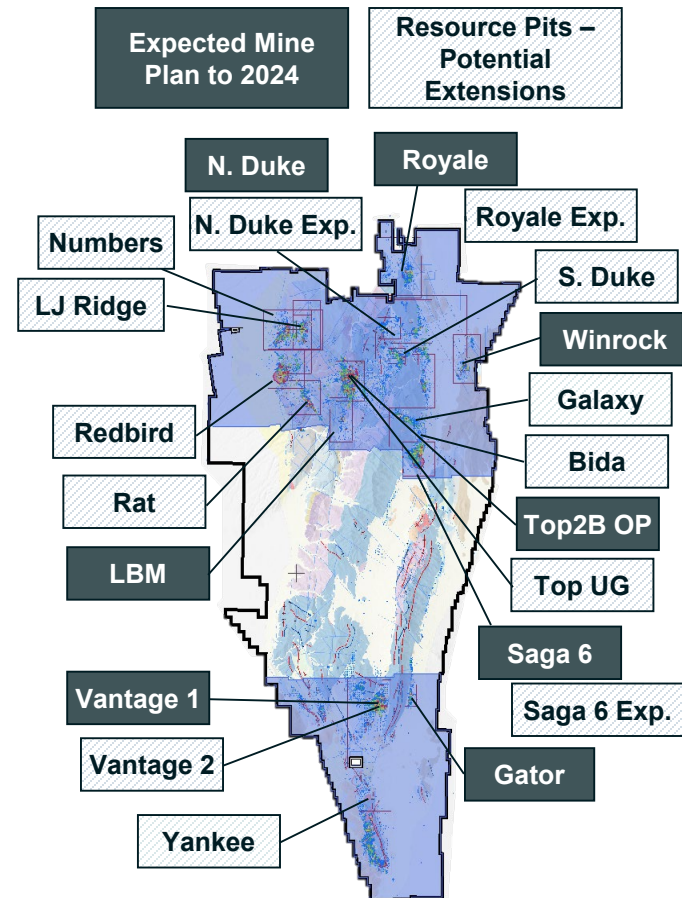 Expected Mine
Plan to 2024
Resource Pits –
Potential
Extensions
N. Duke
Royale
N. Duke Exp.
Royale Exp.
Numbers
S. Duke
LJ Ridge
Winrock
Galaxy
Redbird
Bida
Rat
Top2B OP
LBM
Top UG
Saga 6
Vantage 1
Saga 6 Exp.
Vantage 2
Gator
Yankee